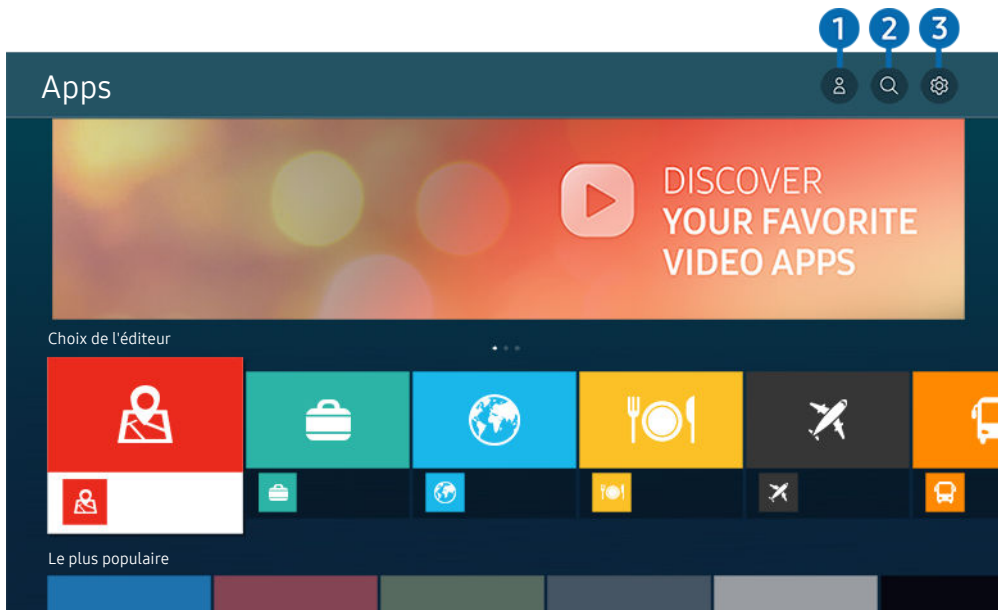 1 2 3
Apps
DISCOVER
YOUR FAVORITE
VIDEO APPS
Choix de l'éditeur
Le plus populaire